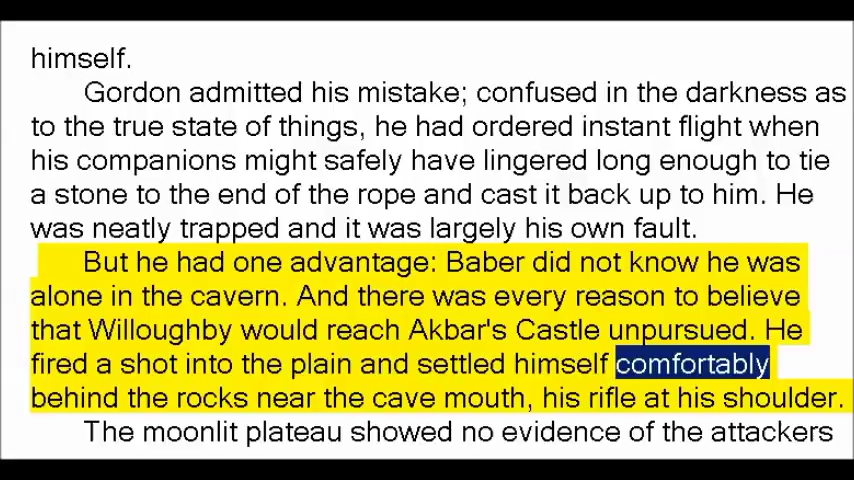 himself.
Gordon admitted his mistake; confused in the darkness as
to the true state of things, he had ordered instant flight when
his companions might safely have lingered long enough to tie
a stone to the end of the rope and cast it back up to him. He
was neatly trapped and it was largely his own fault.
But he had one advantage: Baber did not know he was
alone in the cavern. And there was every reason to believe
that Willoughby would reach Akbar's Castle unpursued. He
fired a shot into the plain and settled himself comfortably
behind the rocks near the cave mouth, his rifle at his shoulder.
The moonlit plateau showed no evidence of the attackers